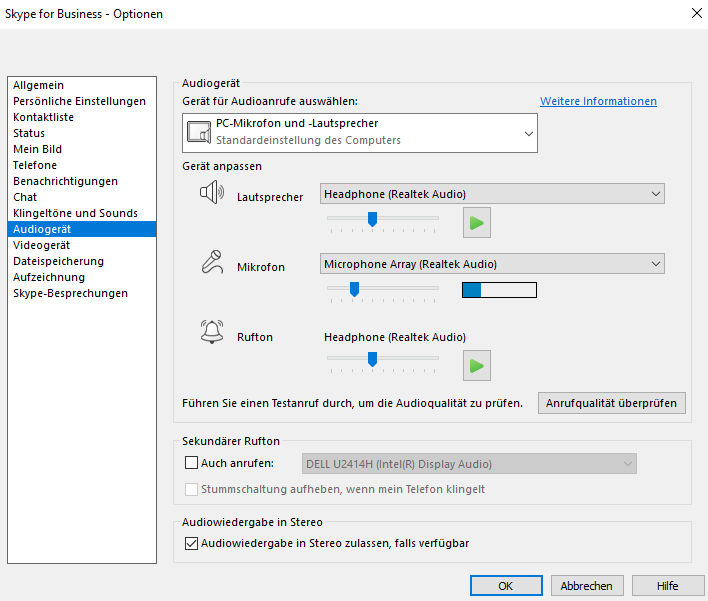 Skype for Business - Optionen
Allgemein
Persönliche Einstellungen
Kontaktliste
Status
Mein Bild
Telefone
Benachrichtigungen
Chat
Klingeltöne und Sounds
Audiogerät
Videogerät
Dateispeicherung
Aufzeichnung
Skype-Besprechungen
Audiogerät
Gerät für Audioanrufe auswählen:
Weitere Informationen
PC-Mikrofon und -Lautsprecher
Standardeinstellung des Computers
Gerät anpassen
Lautsprecher
Headphone (Realtek Audio)
Mikrofon
Microphone Array (Realtek Audio)
Rufton
Headphone (Realtek Audio)
Führen Sie einen Testanruf durch, um die Audioqualität zu prüfen.
Anrufqualität überprüfen
Sekundärer Rufton
Auch anrufen:
DELL U2414H (Intel(R) Display Audio)
Stummschaltung aufheben, wenn mein Telefon klingelt
Audiowiedergabe in Stereo
Audiowiedergabe in Stereo zulassen, falls verfügbar
OK
Abbrechen
Hilfe